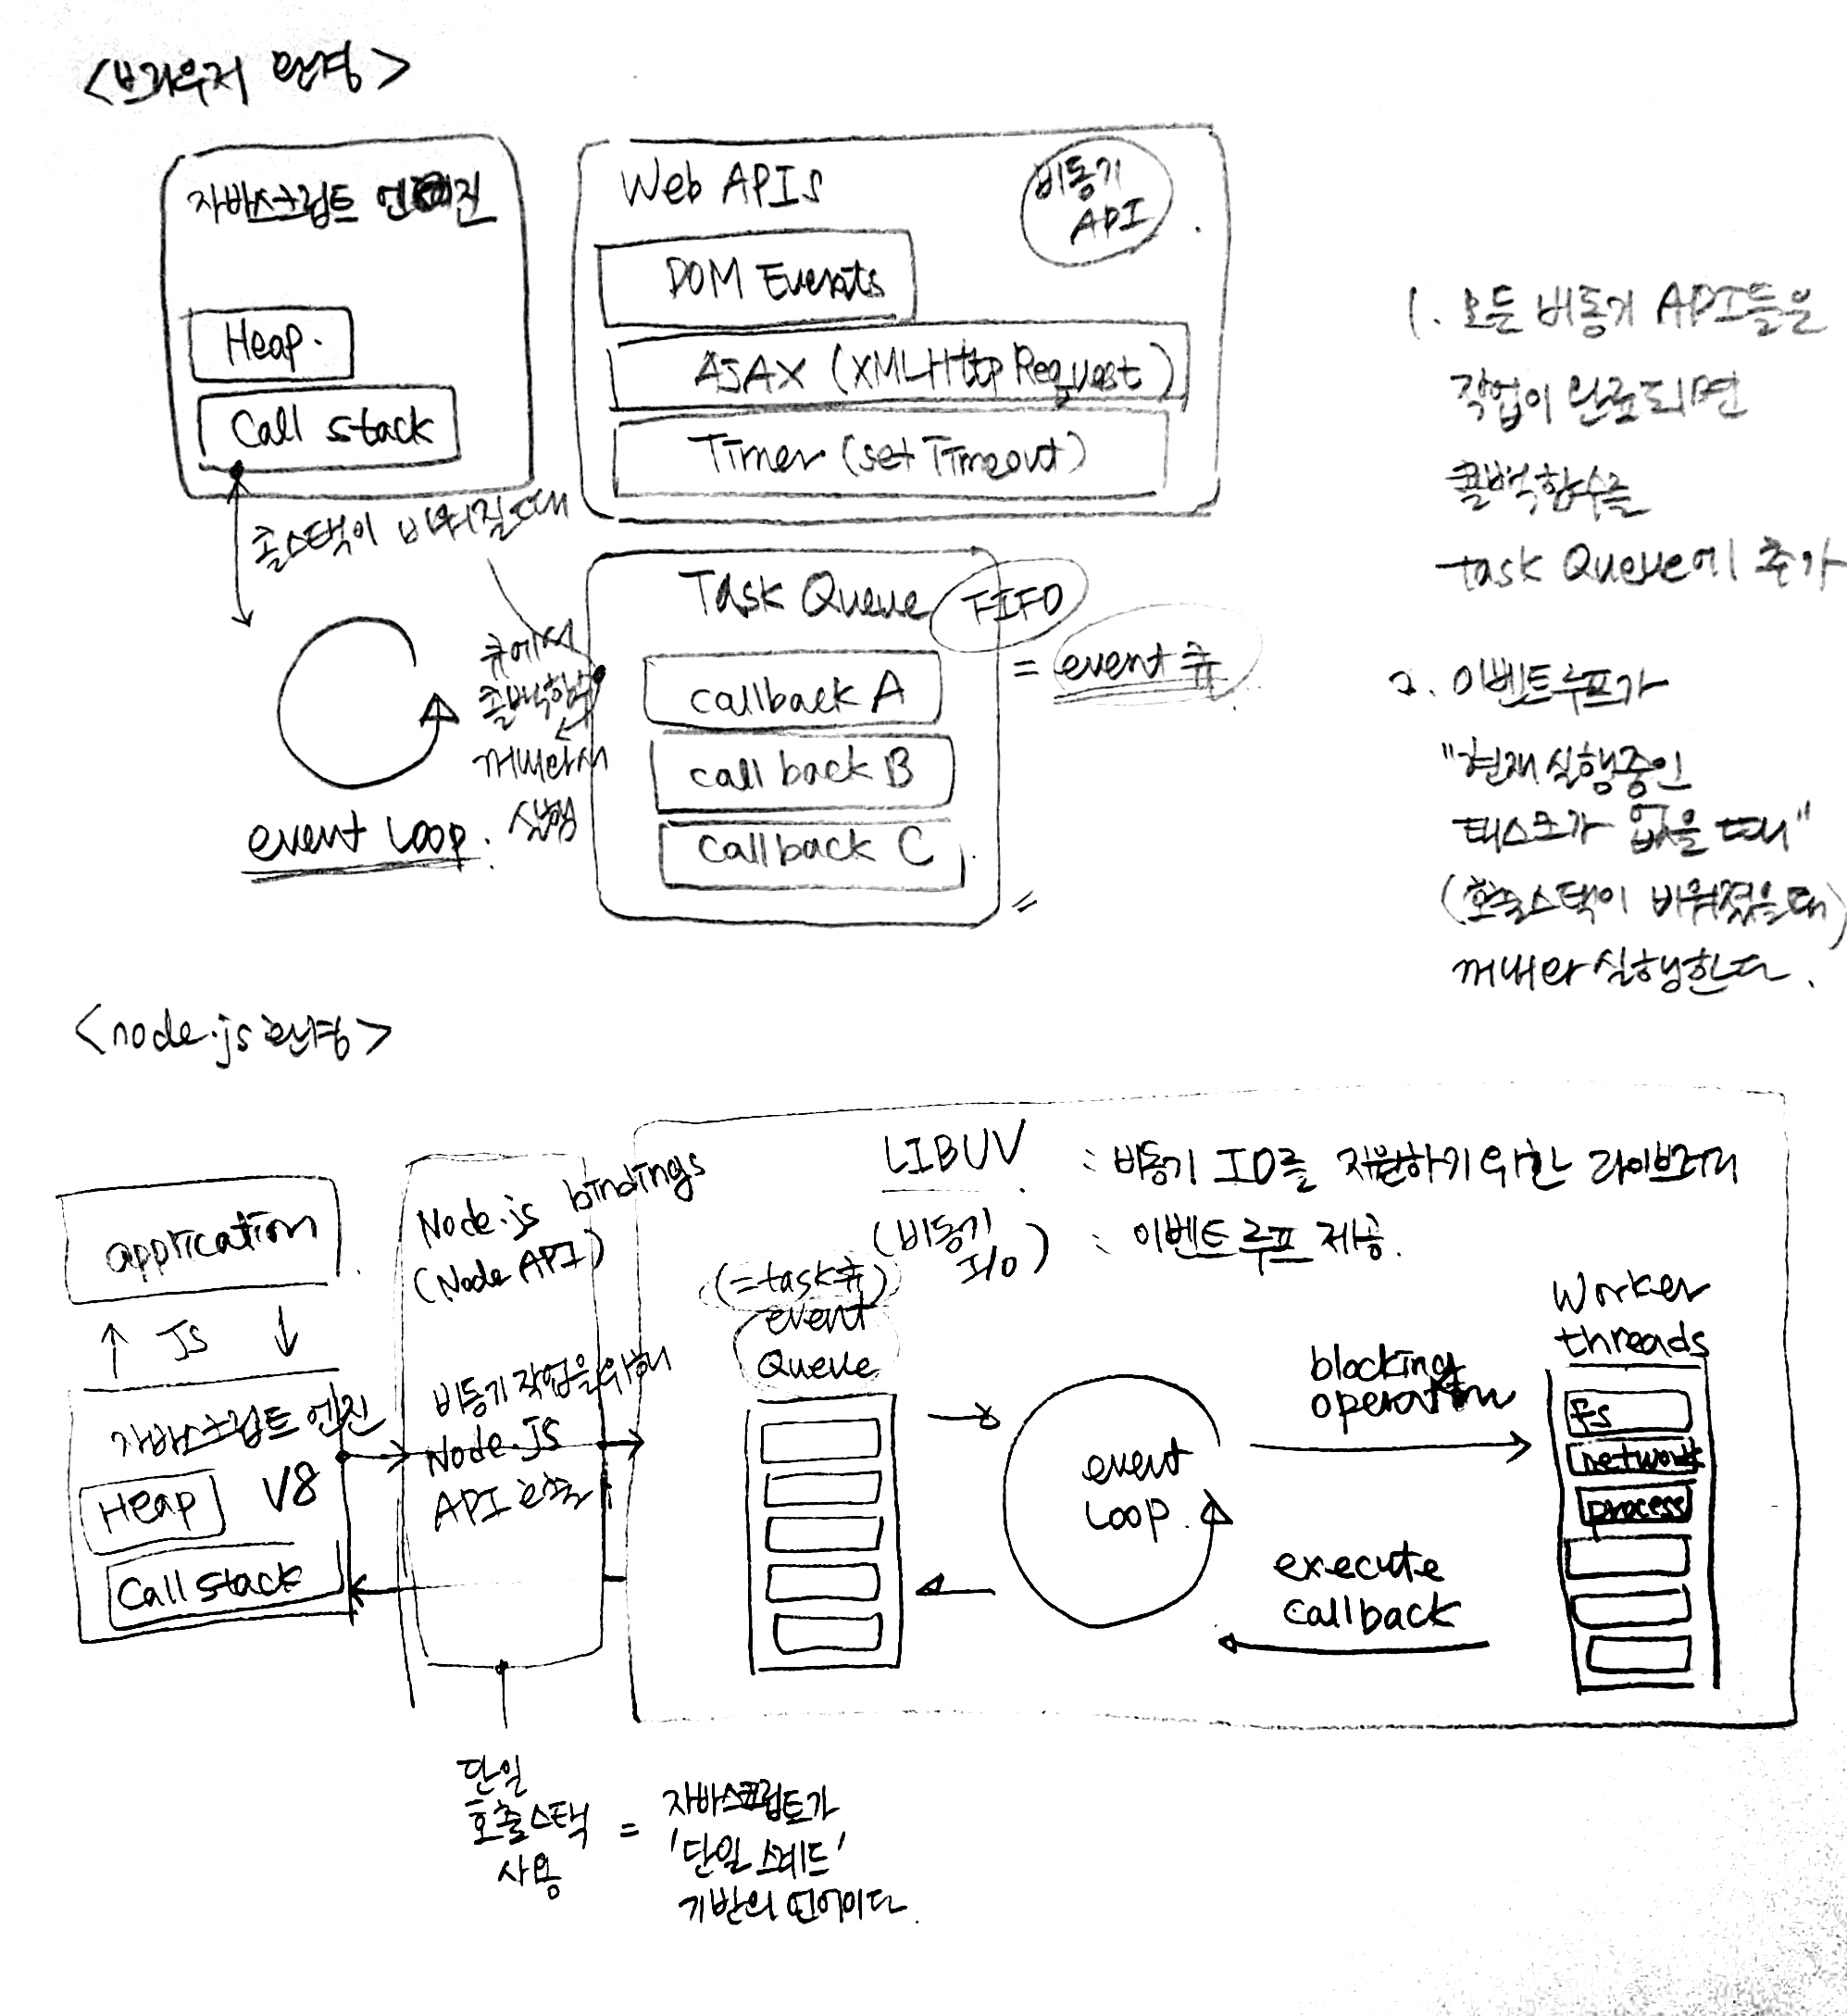 <브라우저 환경>
자바스크립트 엔진
Heap.
Call stack
Web APIs
비동기
API
DOM Events
AJAX (XMLHttpRequest)
Timer (setTimeout)
콜스택이 비워질때
event Loop.
큐에서
콜백함수
꺼내와서
실행
Task Queue
FIFO
= event 큐
callback A
callback B
callback C
1. 모든 비동기 API들은
작업이 완료되면
콜백함수를
task Queue에 추가
2. 이벤트루프가
"현재 실행중인
태스크가 없을 때"
(호출스택이 비워졌을때)
꺼내와 실행한다.
<node.js 환경>
application
JS
자바스크립트 엔진
V8
Heap
Call stack
Node.js bindings
(Node API)
비동기 작업을 위해
Node.JS
API 호출
단일
호출스택
사용
=
자바스크립트가
'단일 스레드'
기반의 언어이다.
LIBUV
(비동기
I/O)
: 비동기 IO를 지원하기 위한 라이브러리
: 이벤트 루프 제공.
(=task큐)
event
Queue
event
Loop.
blocking
operation
execute
callback
Worker
threads
fs
network
process